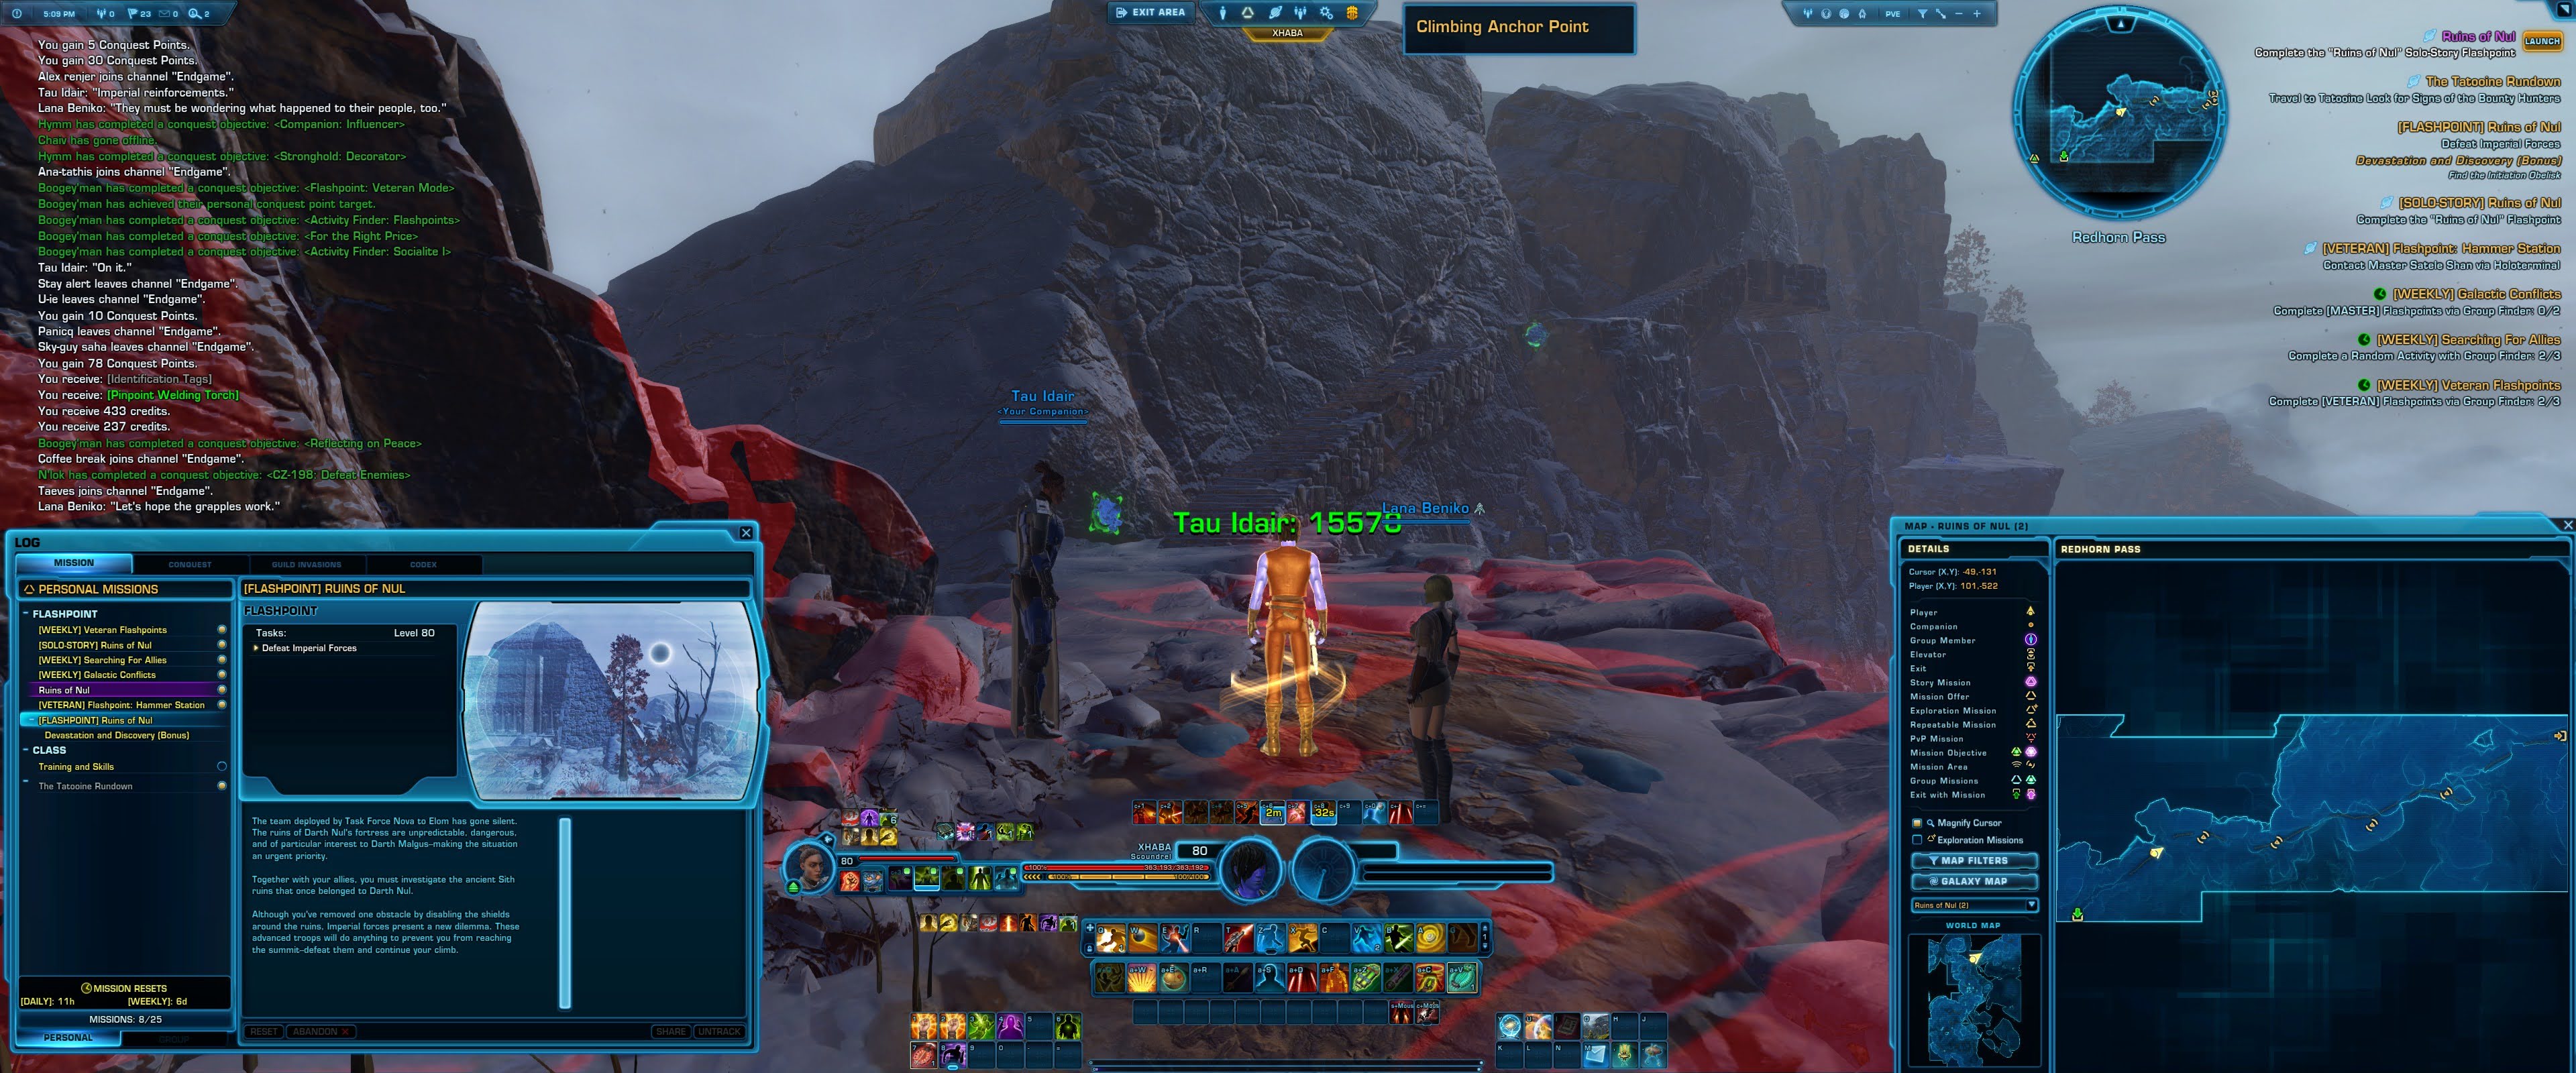 5:09 PM 0 23 0 2
EXIT AREA
XHABA
Climbing Anchor Point
PVE
You gain 5 Conquest Points.
You gain 30 Conquest Points.
Alex renjer joins channel "Endgame".
Tau Idair: "Imperial reinforcements."
Lana Beniko: "They must be wondering what happened to their people, too."
Hymm has completed a conquest objective: <Companion: Influencer>
Chaiv has gone offline.
Hymm has completed a conquest objective: <Stronghold: Decorator>
Ana-tathis joins channel "Endgame".
Boogey'man has completed a conquest objective: <Flashpoint: Veteran Mode>
Boogey'man has achieved their personal conquest point target.
Boogey'man has completed a conquest objective: <Activity Finder: Flashpoints>
Boogey'man has completed a conquest objective: <For the Right Price>
Boogey'man has completed a conquest objective: <Activity Finder: Socialite I>
Tau Idair: "On it."
Stay alert leaves channel "Endgame".
U-ie leaves channel "Endgame".
You gain 10 Conquest Points.
Panicq leaves channel "Endgame".
Sky-guy saha leaves channel "Endgame".
You gain 78 Conquest Points.
You receive: [Identification Tags]
You receive: [Pinpoint Welding Torch]
You receive 433 credits.
You receive 237 credits.
Boogey'man has completed a conquest objective: <Reflecting on Peace>
Coffee break joins channel "Endgame".
N'lok has completed a conquest objective: <CZ-198: Defeat Enemies>
Taeves joins channel "Endgame".
Lana Beniko: "Let's hope the grapples work."
Redhorn Pass
Ruins of Nul
LAUNCH
Complete the "Ruins of Nul" Solo-Story Flashpoint
The Tatooine Rundown
Travel to Tatooine Look for Signs of the Bounty Hunters
[FLASHPOINT] Ruins of Nul
Defeat Imperial Forces
Devastation and Discovery (Bonus)
Find the Initiation Obelisk
[SOLO-STORY] Ruins of Nul
Complete the "Ruins of Nul" Flashpoint
[VETERAN] Flashpoint: Hammer Station
Contact Master Satele Shan via Holoterminal
[WEEKLY] Galactic Conflicts
Complete [MASTER] Flashpoints via Group Finder: 0/2
[WEEKLY] Searching For Allies
Complete a Random Activity with Group Finder: 2/3
[WEEKLY] Veteran Flashpoints
Complete [VETERAN] Flashpoints via Group Finder: 2/3
Tau Idair
<Your Companion>
Lana Beniko
Tau Idair: 15578
LOG
MISSION
CONQUEST
GUILD INVASIONS
CODEX
PERSONAL MISSIONS
FLASHPOINT
[WEEKLY] Veteran Flashpoints
[SOLO-STORY] Ruins of Nul
[WEEKLY] Searching For Allies
[WEEKLY] Galactic Conflicts
Ruins of Nul
[VETERAN] Flashpoint: Hammer Station
[FLASHPOINT] Ruins of Nul
Devastation and Discovery (Bonus)
CLASS
Training and Skills
The Tatooine Rundown
MISSION RESETS
[DAILY]: 11h [WEEKLY]: 6d
MISSIONS: 8/25
PERSONAL
GROUP
[FLASHPOINT] RUINS OF NUL
FLASHPOINT
Tasks: Level 80
Defeat Imperial Forces
The team deployed by Task Force Nova to Elom has gone silent.
The ruins of Darth Nul's fortress are unpredictable, dangerous,
and of particular interest to Darth Malgus–making the situation
an urgent priority.
Together with your allies, you must investigate the ancient Sith
ruins that once belonged to Darth Nul.
Although you've removed one obstacle by disabling the shields
around the ruins, Imperial forces present a new dilemma. These
advanced troops will do anything to prevent you from reaching
the summit–defeat them and continue your climb.
RESET
ABANDON
SHARE
UNTRACK
80
XHABA
Scoundrel
80
100% 383,193/383,192
100% 100/100
2m
32s
MAP - RUINS OF NUL (2)
DETAILS
REDHORN PASS
Cursor (X,Y): -49,-131
Player (X,Y): 101,-522
Player
Companion
Group Member
Elevator
Exit
Story Mission
Mission Offer
Exploration Mission
Repeatable Mission
PvP Mission
Mission Objective
Mission Area
Group Missions
Exit with Mission
Magnify Cursor
Exploration Missions
MAP FILTERS
GALAXY MAP
Ruins of Nul (2)
WORLD MAP